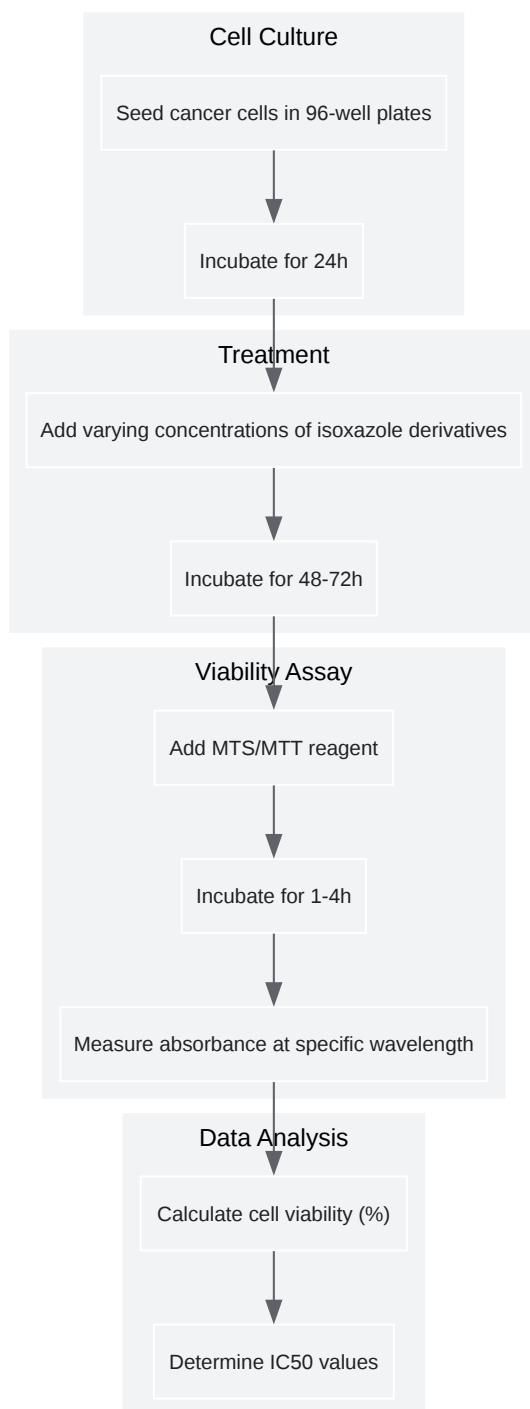 Cell Culture
Seed cancer cells in 96-well plates
Incubate for 24h
Treatment
Add varying concentrations of isoxazole derivatives
Incubate for 48-72h
Viability Assay
Add MTS/MTT reagent
Incubate for 1-4h
Measure absorbance at specific wavelength
Data Analysis
Calculate cell viability (%)
Determine IC50 values